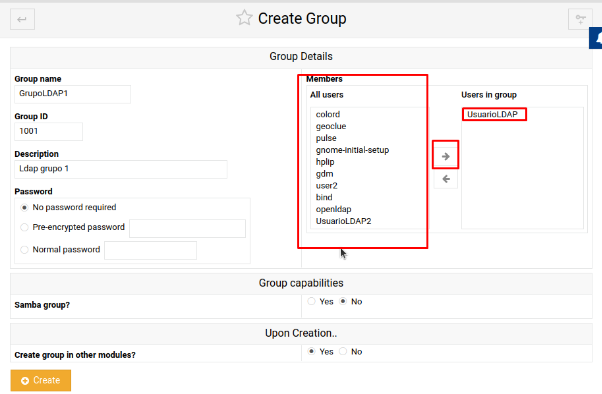 Create Group
Group Details
Group name
GrupoLDAP1
Group ID
1001
Description
Ldap grupo 1
Password
No password required
Pre-encrypted password
Normal password
Members
All users
colord
geoclue
pulse
gnome-initial-setup
hplip
gdm
user2
bind
openldap
UsuarioLDAP2
Users in group
UsuarioLDAP
Group capabilities
Samba group?
Yes No
Upon Creation..
Create group in other modules?
Yes No
Create